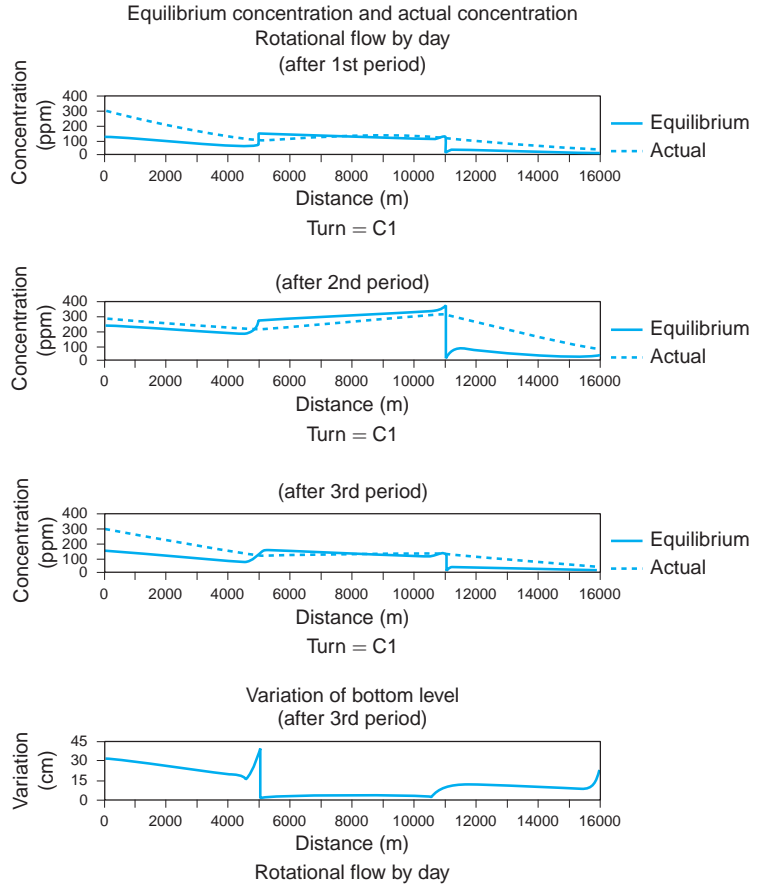 Equilibrium concentration and actual concentration
Rotational flow by day
(after 1st period)
Concentration
(ppm)
400
300
200
100
0
0 2000 4000 6000 8000 10000 12000 14000 16000
Distance (m)
Turn = C1
Equilibrium
Actual
(after 2nd period)
Concentration
(ppm)
400
300
200
100
0
0 2000 4000 6000 8000 10000 12000 14000 16000
Distance (m)
Turn = C1
Equilibrium
Actual
(after 3rd period)
Concentration
(ppm)
400
300
200
100
0
0 2000 4000 6000 8000 10000 12000 14000 16000
Distance (m)
Turn = C1
Equilibrium
Actual
Variation of bottom level
(after 3rd period)
Variation
(cm)
45
30
15
0
0 2000 4000 6000 8000 10000 12000 14000 16000
Distance (m)
Rotational flow by day